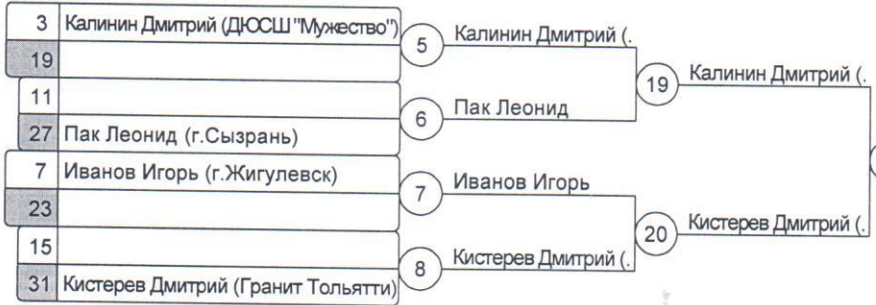 3 Калинин Дмитрий (ДЮСШ "Мужество")
19
5 Калинин Дмитрий (.
11
27 Пак Леонид (г.Сызрань)
6 Пак Леонид
19 Калинин Дмитрий (.
7 Иванов Игорь (г.Жигулевск)
23
7 Иванов Игорь
15
31 Кистерев Дмитрий (Гранит Тольятти)
8 Кистерев Дмитрий (.
20 Кистерев Дмитрий (.